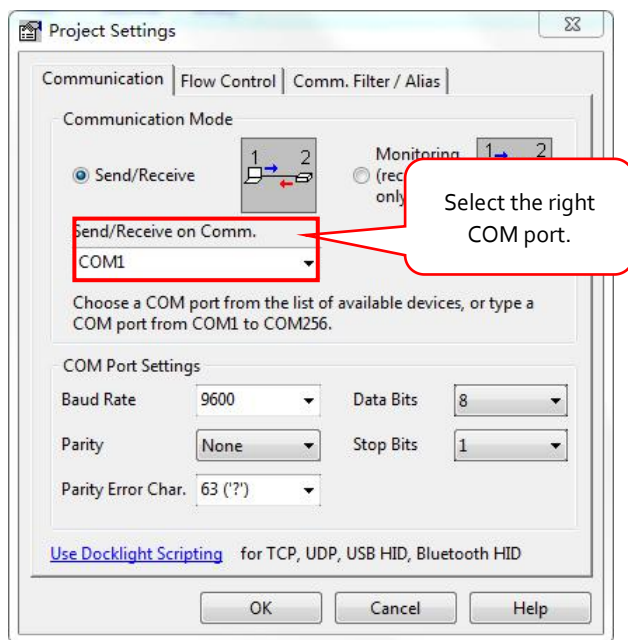 Project Settings
Communication
Flow Control
Comm. Filter / Alias
Communication Mode
Send/Receive
1 2
Monitoring
1 2
(rec
only
Select the right
COM port.
Send/Receive on Comm.
COM1
Choose a COM port from the list of available devices, or type a
COM port from COM1 to COM256.
COM Port Settings
Baud Rate 9600 Data Bits 8
Parity None Stop Bits 1
Parity Error Char. 63 ('?')
Use Docklight Scripting for TCP, UDP, USB HID, Bluetooth HID
OK Cancel Help